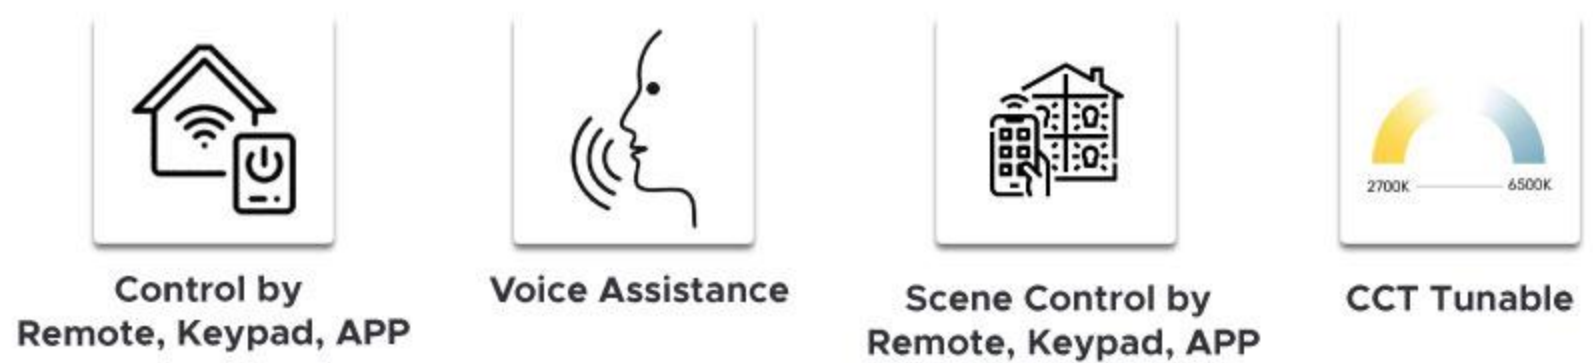 2700K
6500K
Control by
Remote, Keypad, APP
Voice Assistance
Scene Control by
Remote, Keypad, APP
CCT Tunable